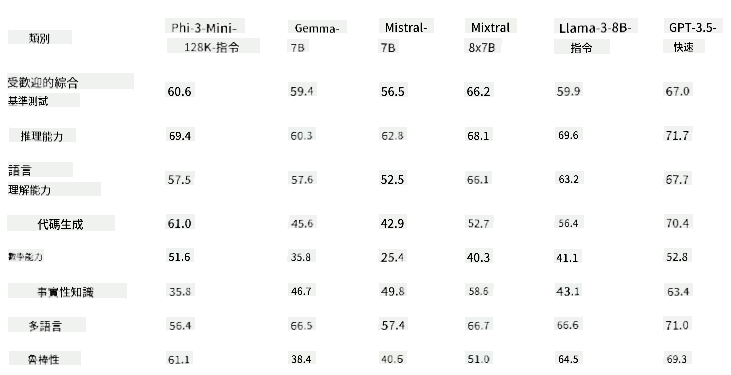 類別 Phi-3-Mini-128K-指令 Gemma-7B Mistral-7B Mixtral 8x7B Llama-3-8B-指令 GPT-3.5-快速
受歡迎的綜合基準測試 60.6 59.4 56.5 66.2 59.9 67.0
推理能力 69.4 60.3 62.8 68.1 69.6 71.7
語言理解能力 57.5 57.6 52.5 66.1 63.2 67.7
代碼生成 61.0 45.6 42.9 52.7 56.4 70.4
數學能力 51.6 35.8 25.4 40.3 41.1 52.8
事實性知識 35.8 46.7 49.8 58.6 43.1 63.4
多語言 56.4 66.5 57.4 66.7 66.6 71.0
魯棒性 61.1 38.4 40.6 51.0 64.5 69.3